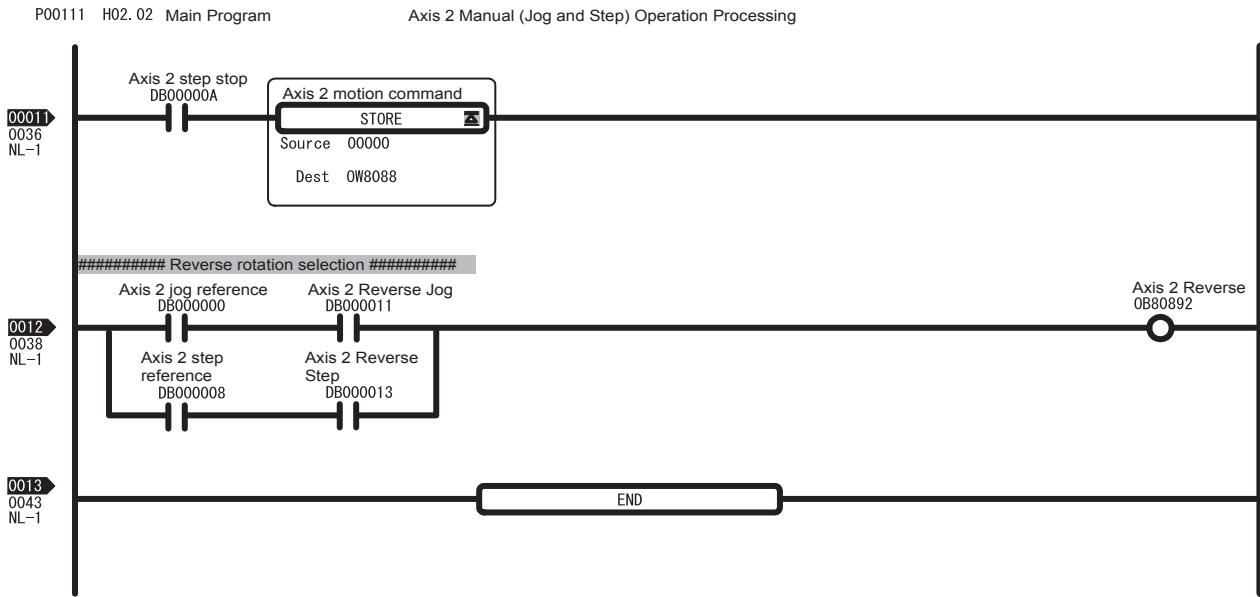 P00111 H02.02 Main Program Axis 2 Manual (Jog and Step) Operation Processing
Axis 2 step stop
DB00000A
Axis 2 motion command
00011
0036
NL-1
STORE
Source 00000
Dest OW8088
########## Reverse rotation selection ##########
Axis 2 jog reference
DB000000
Axis 2 Reverse Jog
DB000011
Axis 2 Reverse
OB80892
0012
0038
NL-1
Axis 2 step
reference
DB000008
Axis 2 Reverse
Step
DB000013
0013
0043
NL-1
END